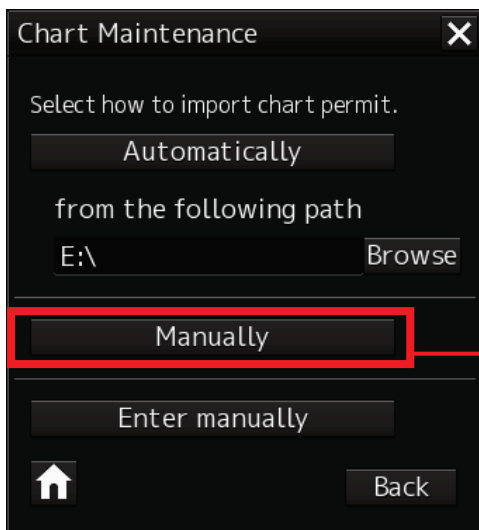 Chart Maintenance
Select how to import chart permit.
Automatically
from the following path
E:\ Browse
Manually
Enter manually
Back